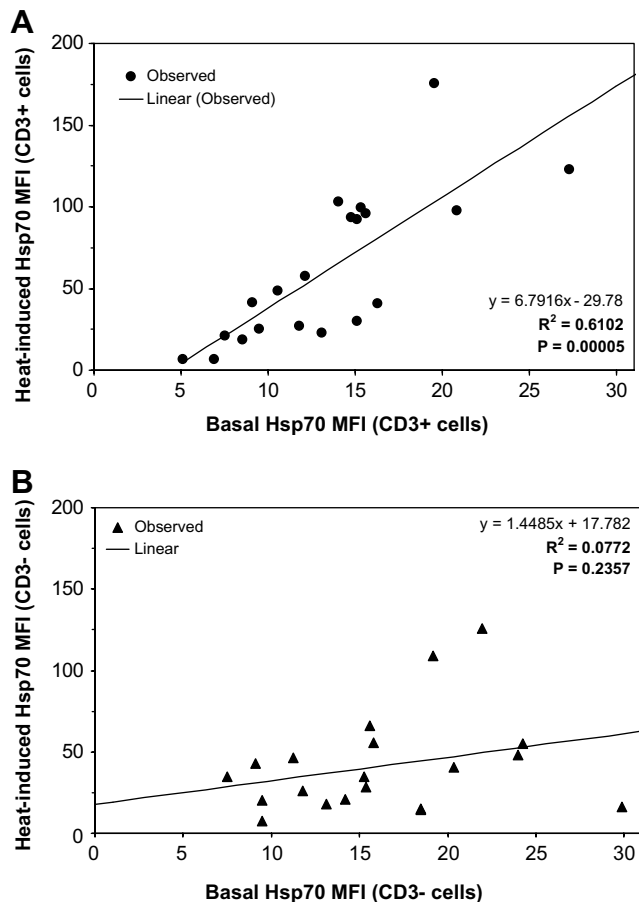 A
Heat-induced Hsp70 MFI (CD3+ cells)
200
150
100
50
0
Observed
Linear (Observed)
y = 6.7916x - 29.78
R² = 0.6102
P = 0.00005
0 5 10 15 20 25 30
Basal Hsp70 MFI (CD3+ cells)
B
Heat-induced Hsp70 MFI (CD3- cells)
200
150
100
50
0
Observed
Linear
y = 1.4485x + 17.782
R² = 0.0772
P = 0.2357
0 5 10 15 20 25 30
Basal Hsp70 MFI (CD3- cells)